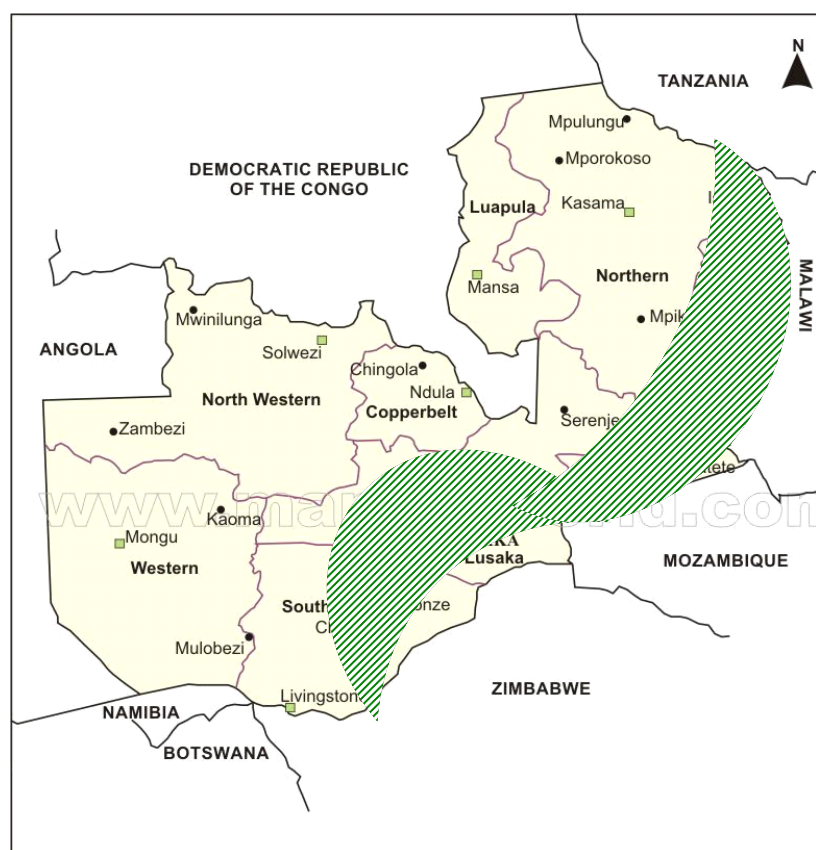 N
TANZANIA
Mpulungu
Mporokoso
DEMOCRATIC REPUBLIC
OF THE CONGO
Kasama
Luapula
Northern
MALAWI
Mansa
Mwinilunga
Mpik
ANGOLA
Solwezi
Chingola
Ndula
North Western
Copperbelt
Serenje
Zambezi
Kaoma
Mongu
Western
Lusaka
MOZAMBIQUE
Mulobezi
Livingston
ZIMBABWE
NAMIBIA
BOTSWANA